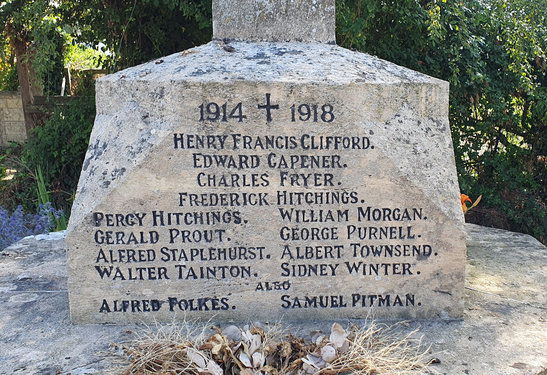 1914 ✝ 1918
HENRY FRANCIS CLIFFORD.
EDWARD CAPENER.
CHARLES FRYER.
FREDERICK HITCHINGS.
PERCY HITCHINGS. WILLIAM MORGAN.
GERALD PROUT. GEORGE PURNELL.
ALFRED STAPLEHURST. ALBERT TOWNSEND.
WALTER TAINTON. SIDNEY WINTER.
ALSO
ALFRED FOLKES. SAMUEL PITMAN.